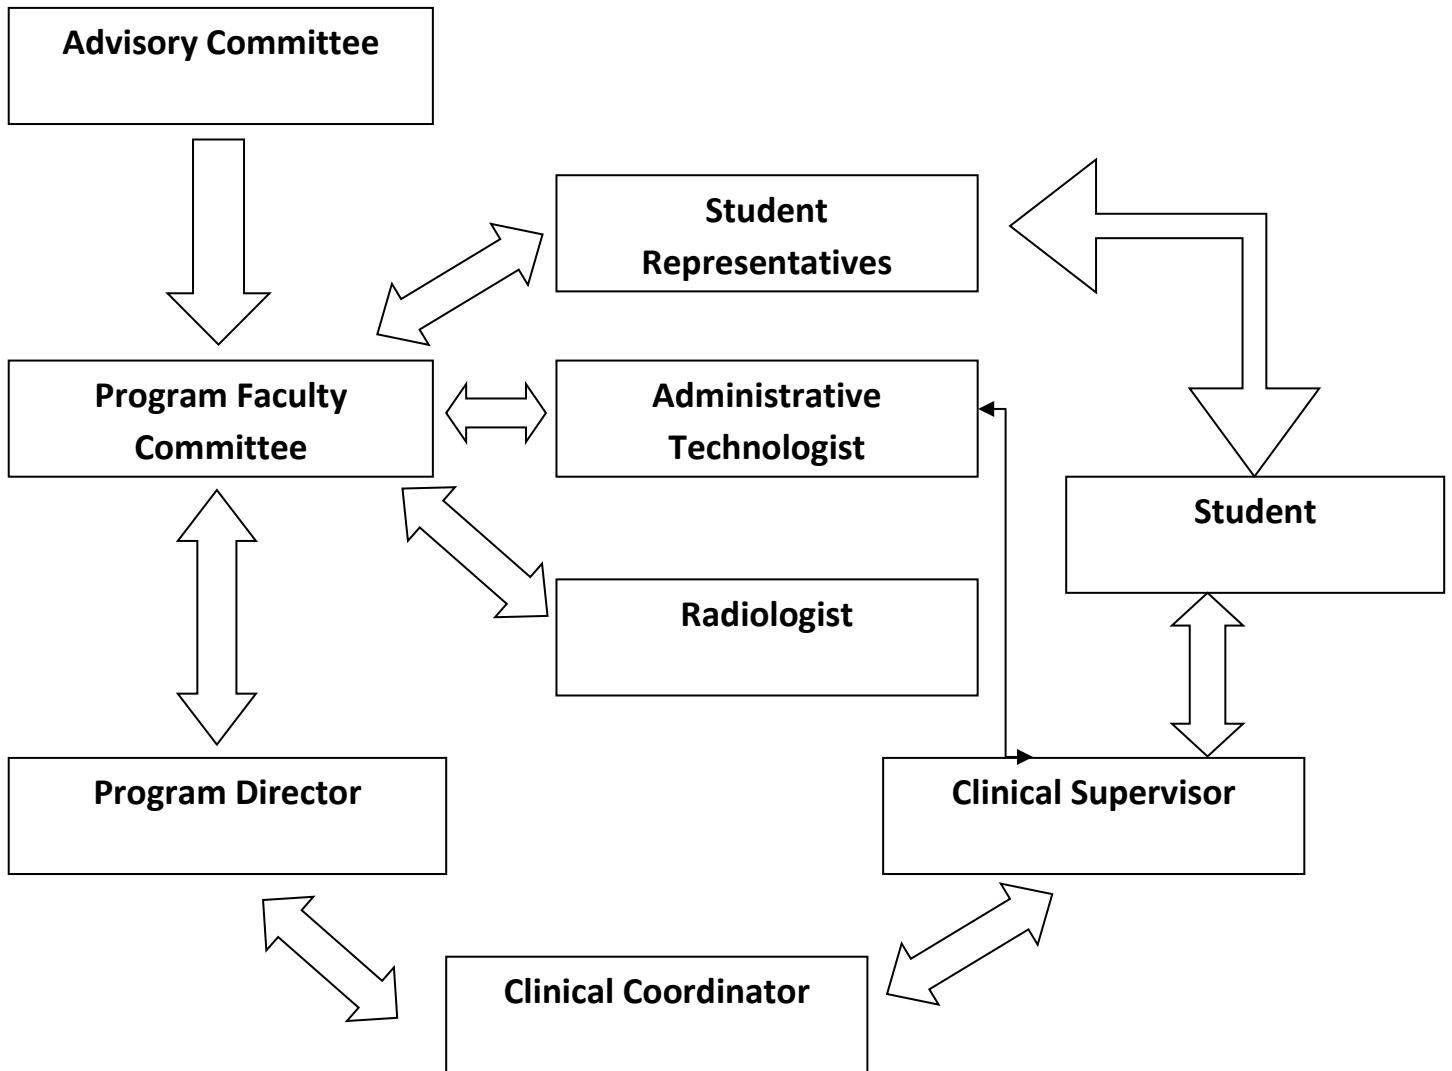 Advisory Committee
Student
Representatives
Program Faculty
Committee
Administrative
Technologist
Student
Radiologist
Program Director
Clinical Supervisor
Clinical Coordinator